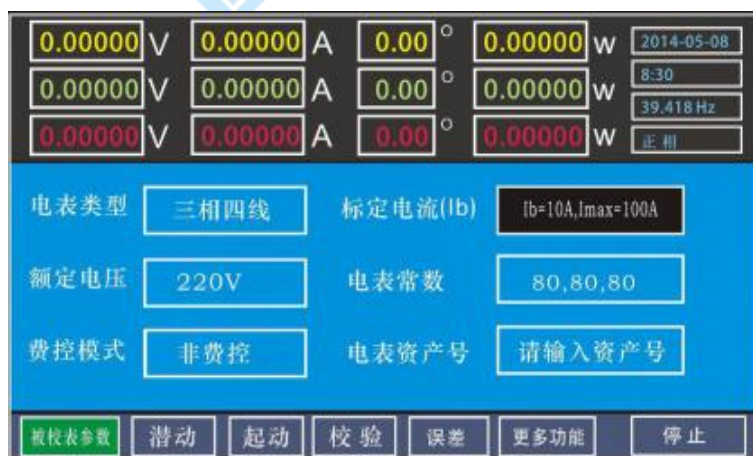 0.00000 V 0.00000 A 0.00 ° 0.00000 w 2014-05-08
0.00000 V 0.00000 A 0.00 ° 0.00000 w 8:30
39.418 Hz
0.00000 V 0.00000 A 0.00 ° 0.00000 w 正相
电表类型 三相四线 标定电流(Ib) Ib=10A,Imax=100A
额定电压 220V 电表常数 80,80,80
费控模式 非费控 电表资产号 请输入资产号
被校表参数 潜动 起动 校验 误差 更多功能 停止